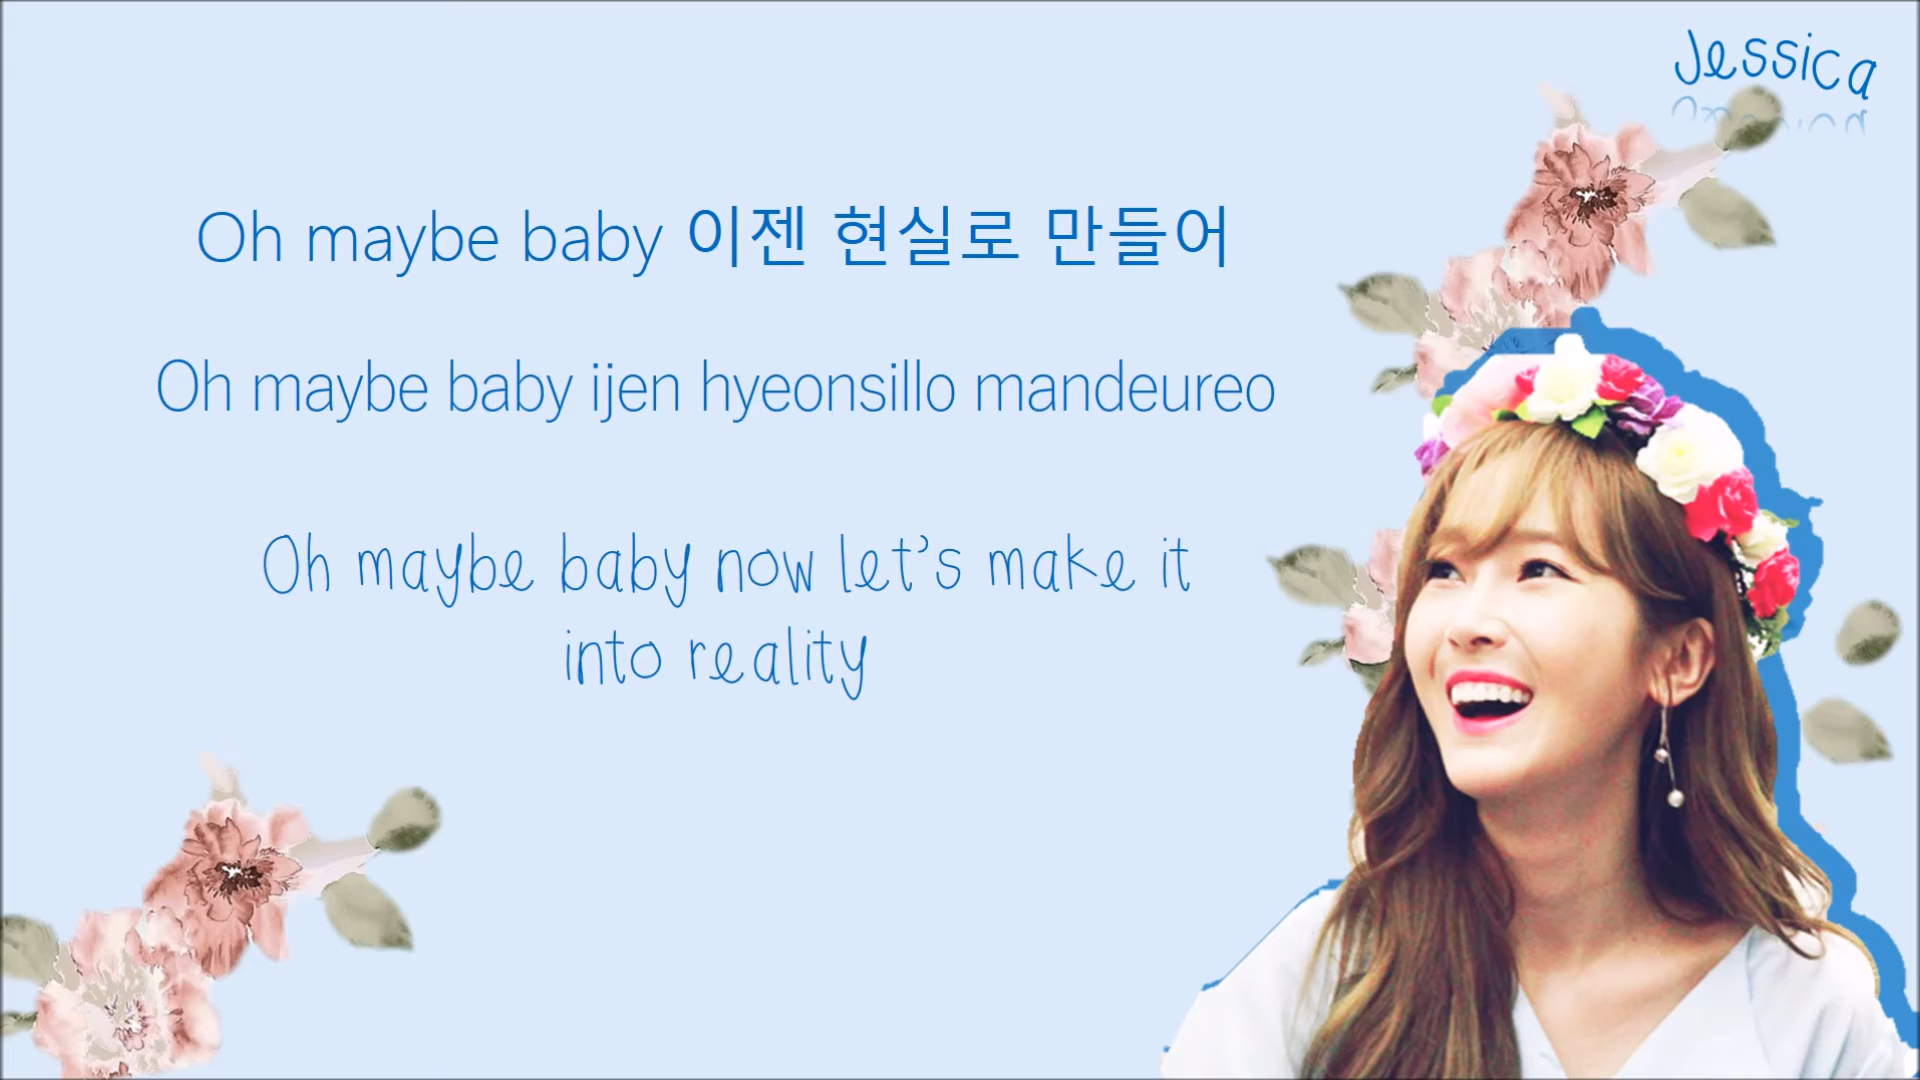 Jessica
Oh maybe baby 이젠 현실로 만들어
Oh maybe baby ijen hyeonsillo mandeureo
Oh maybe baby now let's make it
into reality